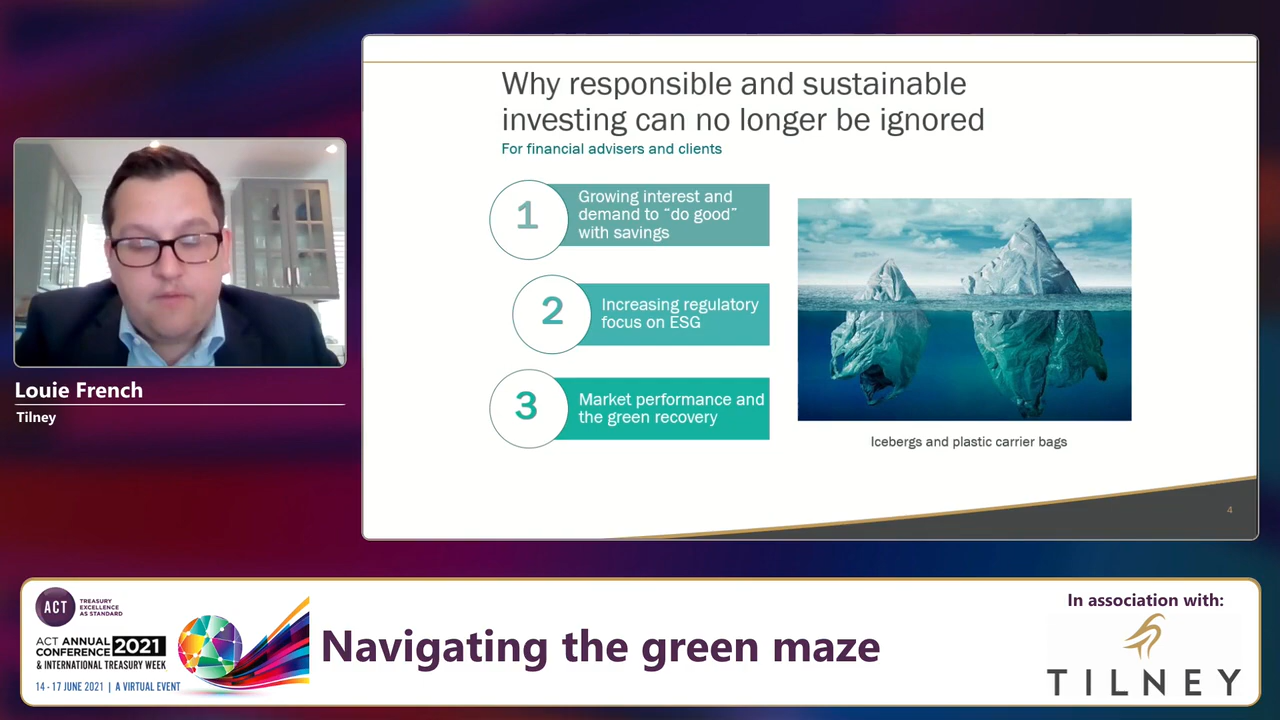 Why responsible and sustainable
investing can no longer be ignored
For financial advisers and clients
1
Growing interest and
demand to “do good”
with savings
2
Increasing regulatory
focus on ESG
3
Market performance and
the green recovery
Icebergs and plastic carrier bags
4
Louie French
Tilney
ACT
TREASURY
EXCELLENCE
AS STANDARD
ACT ANNUAL
CONFERENCE 2021
& INTERNATIONAL TREASURY WEEK
14 - 17 JUNE 2021 | A VIRTUAL EVENT
Navigating the green maze
In association with:
TILNEY